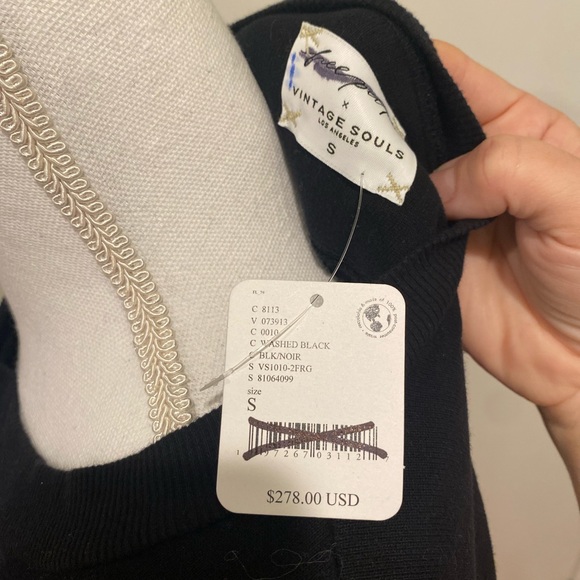 free people
x
VINTAGE SOULS
LOS ANGELES
S
C 8113
V 073913
C 0010
C WASHED BLACK
C BLK/NOIR
S VS1010-2FRG
S 81064099
size
S
$278.00 USD